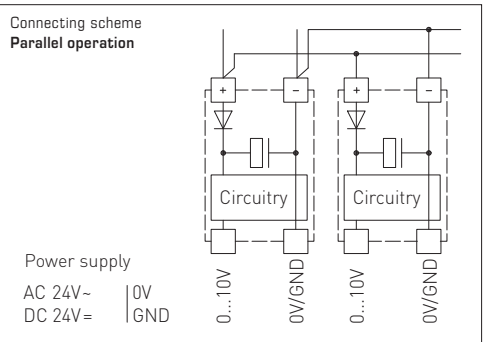 Connecting scheme
Parallel operation
+ − + −
Circuitry Circuitry
Power supply
AC 24V~ 0V
DC 24V= GND
0...10V 0V/GND 0...10V 0V/GND